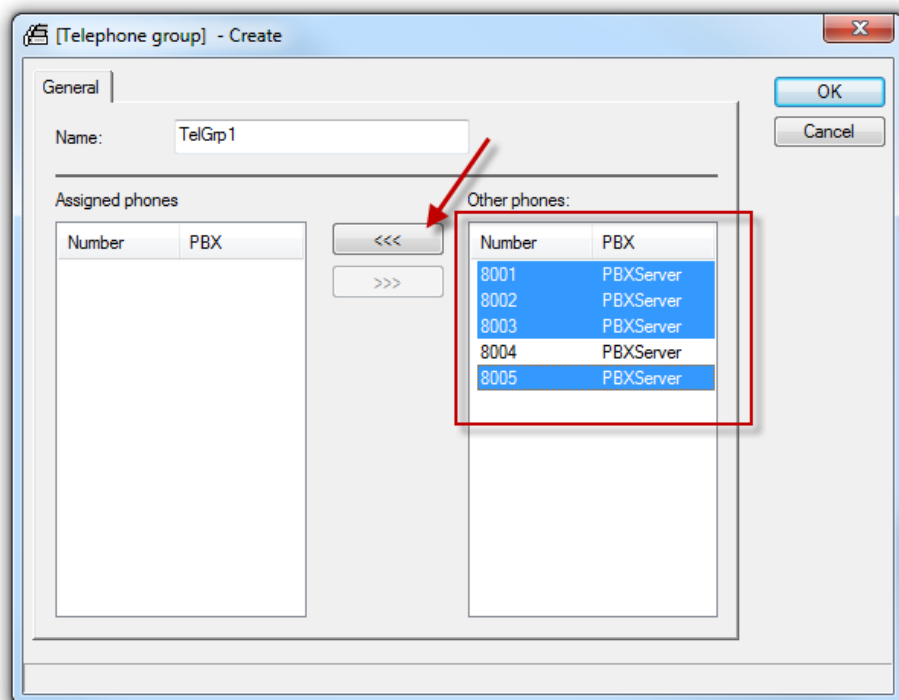 [Telephone group] - Create
General
OK
Name: TelGrp1
Cancel
Assigned phones
Other phones:
Number PBX
<<<
Number PBX
>>>
8001 PBXServer
8002 PBXServer
8003 PBXServer
8004 PBXServer
8005 PBXServer